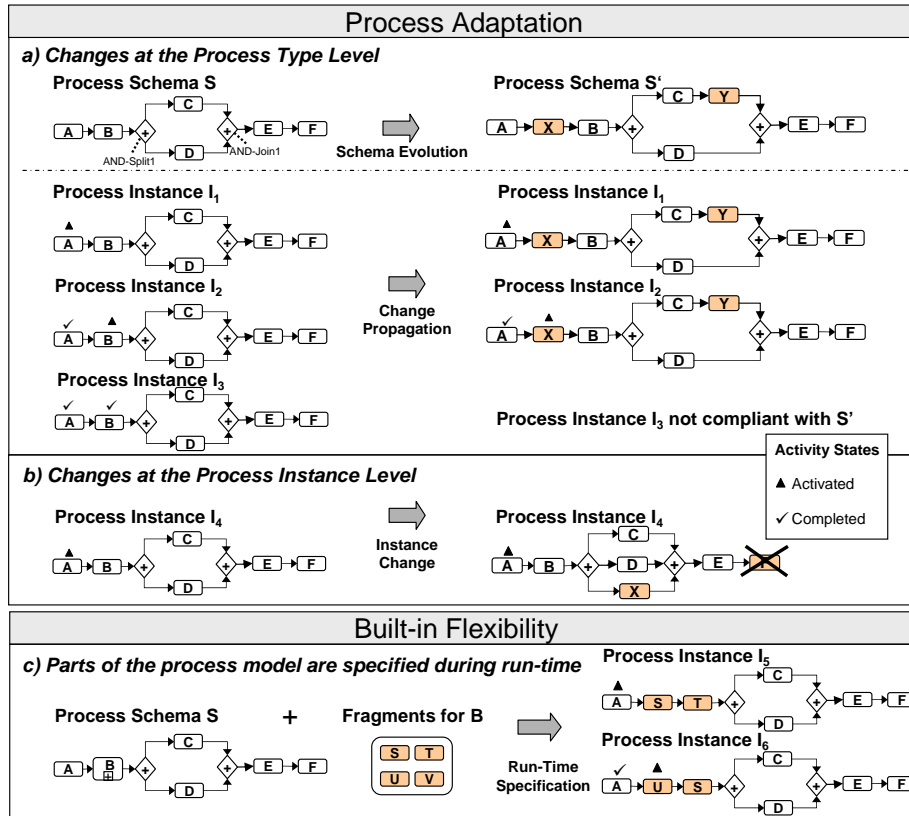 Process Adaptation
a) Changes at the Process Type Level
Process Schema S
Process Schema S'
A B + C D + E F
AND-Split1
AND-Join1
Schema Evolution
A X B + C Y D + E F
Process Instance I1
Process Instance I1
A B + C D + E F
A X B + C Y D + E F
Process Instance I2
Process Instance I2
A B + C D + E F
Change
Propagation
A X B + C Y D + E F
Process Instance I3
A B + C D + E F
Process Instance I3 not compliant with S’
Activity States
Activated
Completed
b) Changes at the Process Instance Level
Process Instance I4
Process Instance I4
A B + C D + E F
Instance
Change
A B + C D X + E
Built-in Flexibility
c) Parts of the process model are specified during run-time
Process Schema S
+
Fragments for B
A B + C D + E F
S T
U V
Run-Time
Specification
Process Instance I5
A S T + C D + E F
Process Instance I6
A U S + C D + E F